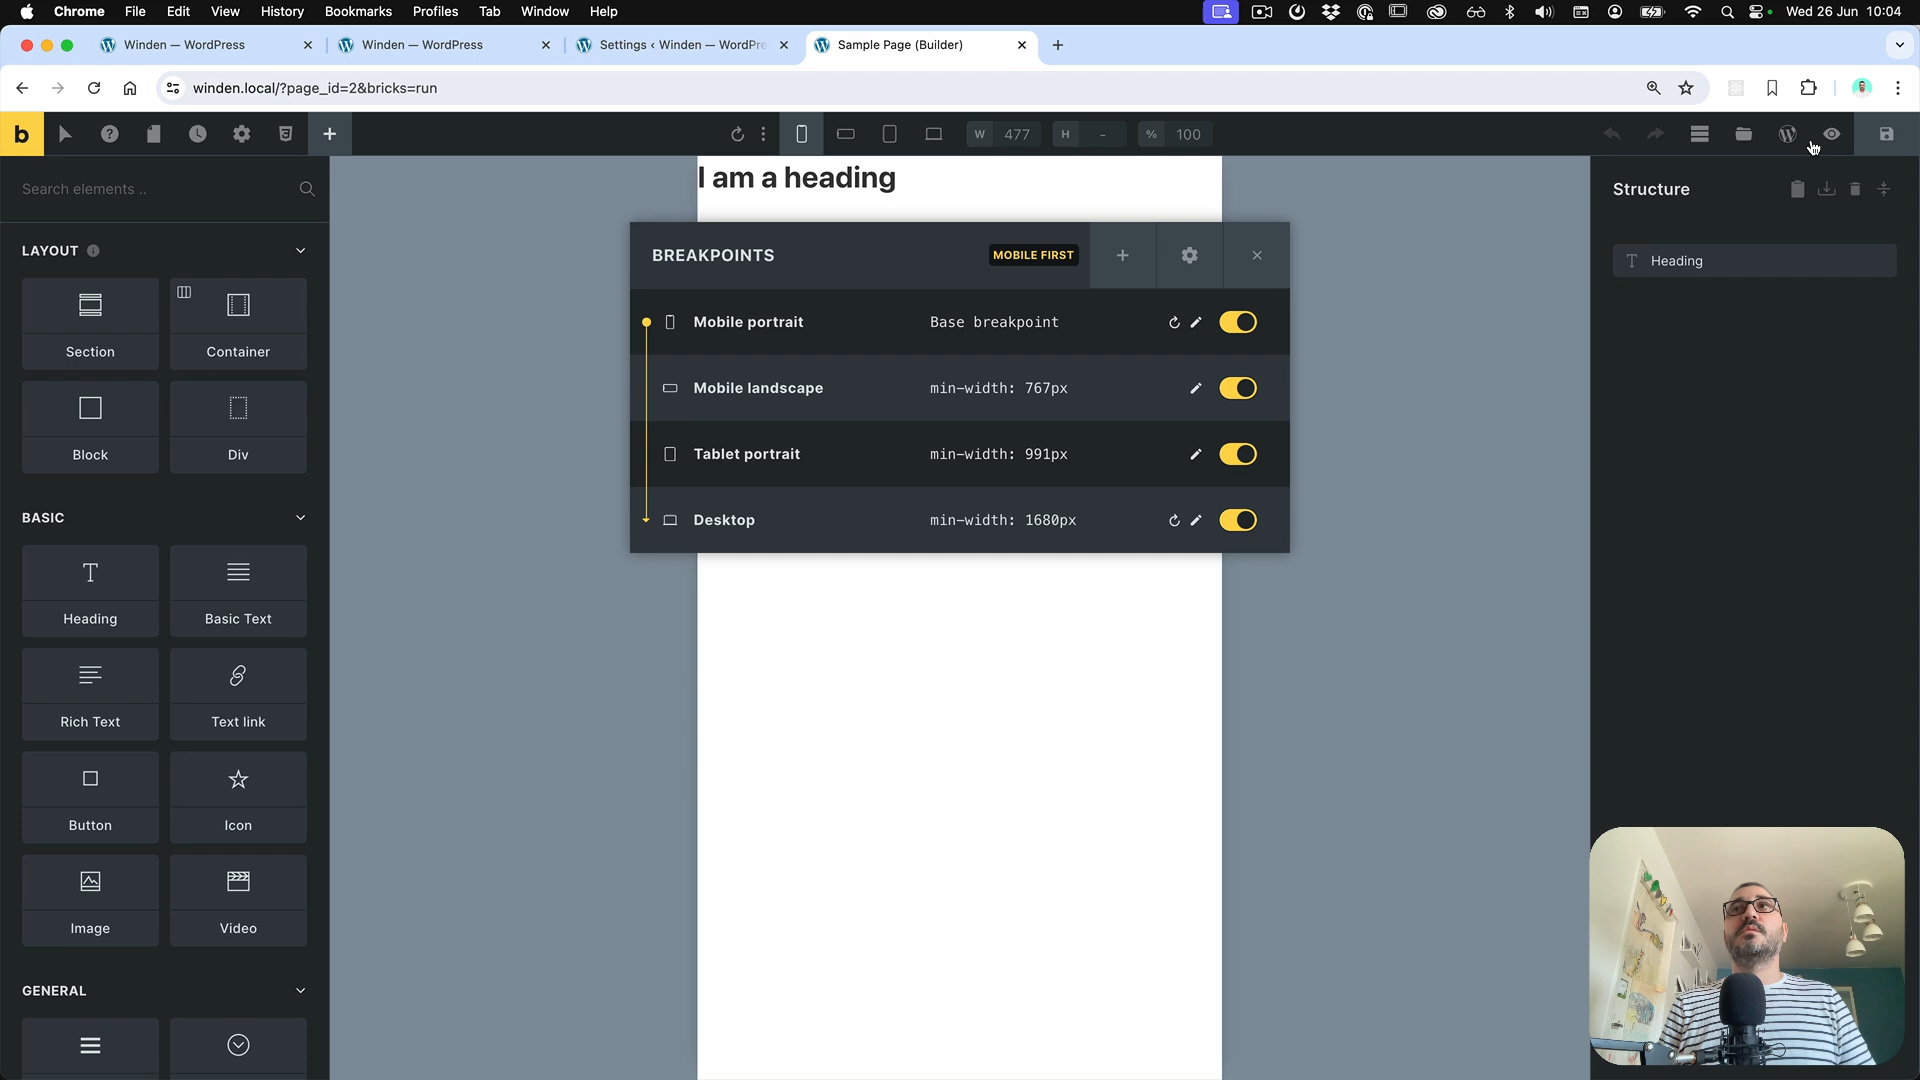 Chrome File Edit View History Bookmarks Profiles Tab Window Help
Wed 26 Jun 10:04
Winden — WordPress
Winden — WordPress
Settings ‹ Winden — WordPre
Sample Page (Builder)
winden.local/?page_id=2&bricks=run
b
W 477 H - % 100
Search elements ..
I am a heading
Structure
Heading
LAYOUT
Section
Container
Block
Div
BASIC
Heading
Basic Text
Rich Text
Text link
Button
Icon
Image
Video
GENERAL
BREAKPOINTS
MOBILE FIRST
Mobile portrait Base breakpoint
Mobile landscape min-width: 767px
Tablet portrait min-width: 991px
Desktop min-width: 1680px